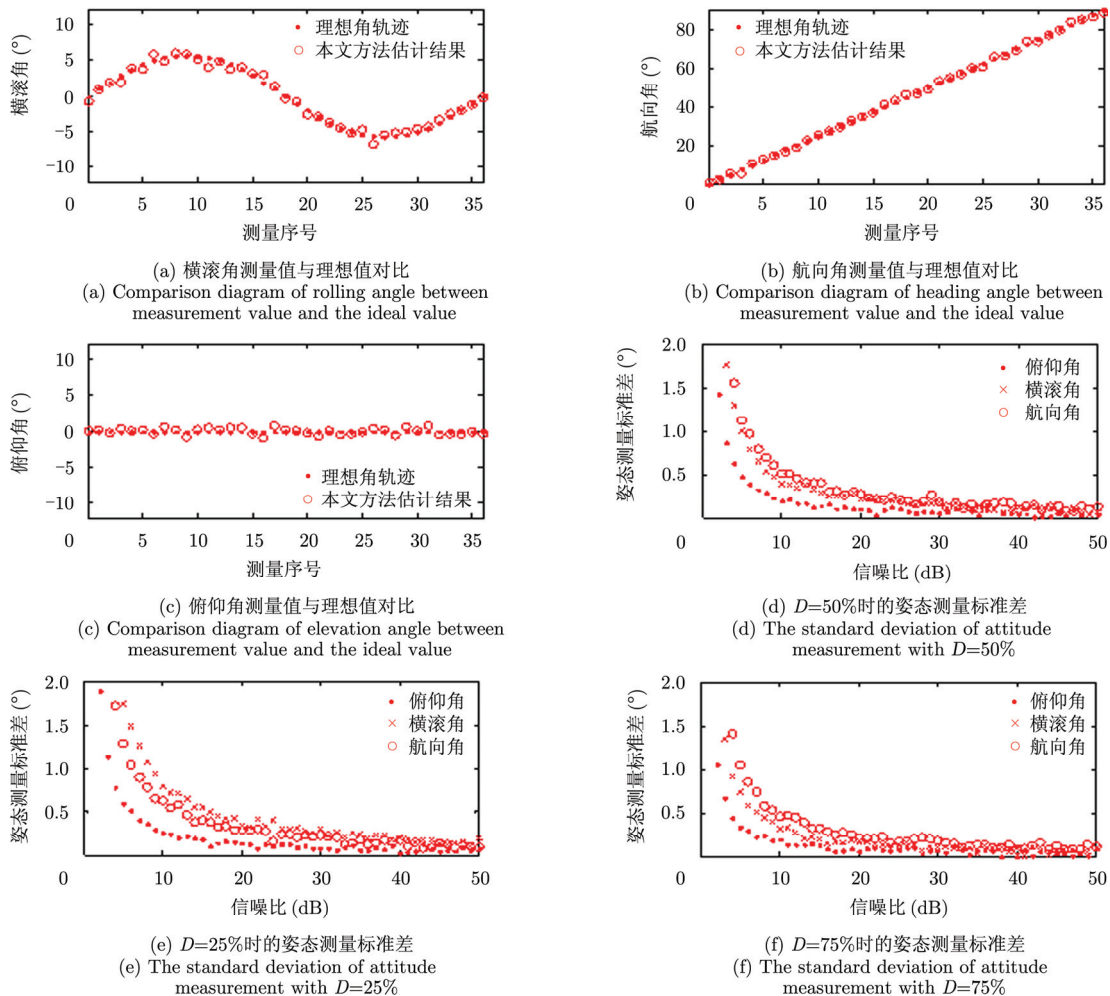 理想角轨迹
本文方法估计结果
横滚角 (°)
10
5
0
−5
−10
0 5 10 15 20 25 30 35
测量序号
(a) 横滚角测量值与理想值对比
(a) Comparison diagram of rolling angle between
measurement value and the ideal value
理想角轨迹
本文方法估计结果
航向角 (°)
80
60
40
20
0 5 10 15 20 25 30 35
测量序号
(b) 航向角测量值与理想值对比
(b) Comparison diagram of heading angle between
measurement value and the ideal value
俯仰角 (°)
10
5
0
−5
−10
理想角轨迹
本文方法估计结果
0 5 10 15 20 25 30 35
测量序号
(c) 俯仰角测量值与理想值对比
(c) Comparison diagram of elevation angle between
measurement value and the ideal value
姿态测量标准差 (°)
2.0
1.5
1.0
0.5
俯仰角
横滚角
航向角
0 10 20 30 40 50
信噪比 (dB)
(d) D=50%时的姿态测量标准差
(d) The standard deviation of attitude
measurement with D=50%
姿态测量标准差 (°)
2.0
1.5
1.0
0.5
俯仰角
横滚角
航向角
0 10 20 30 40 50
信噪比 (dB)
(e) D=25%时的姿态测量标准差
(e) The standard deviation of attitude
measurement with D=25%
姿态测量标准差 (°)
2.0
1.5
1.0
0.5
俯仰角
横滚角
航向角
0 10 20 30 40 50
信噪比 (dB)
(f) D=75%时的姿态测量标准差
(f) The standard deviation of attitude
measurement with D=75%